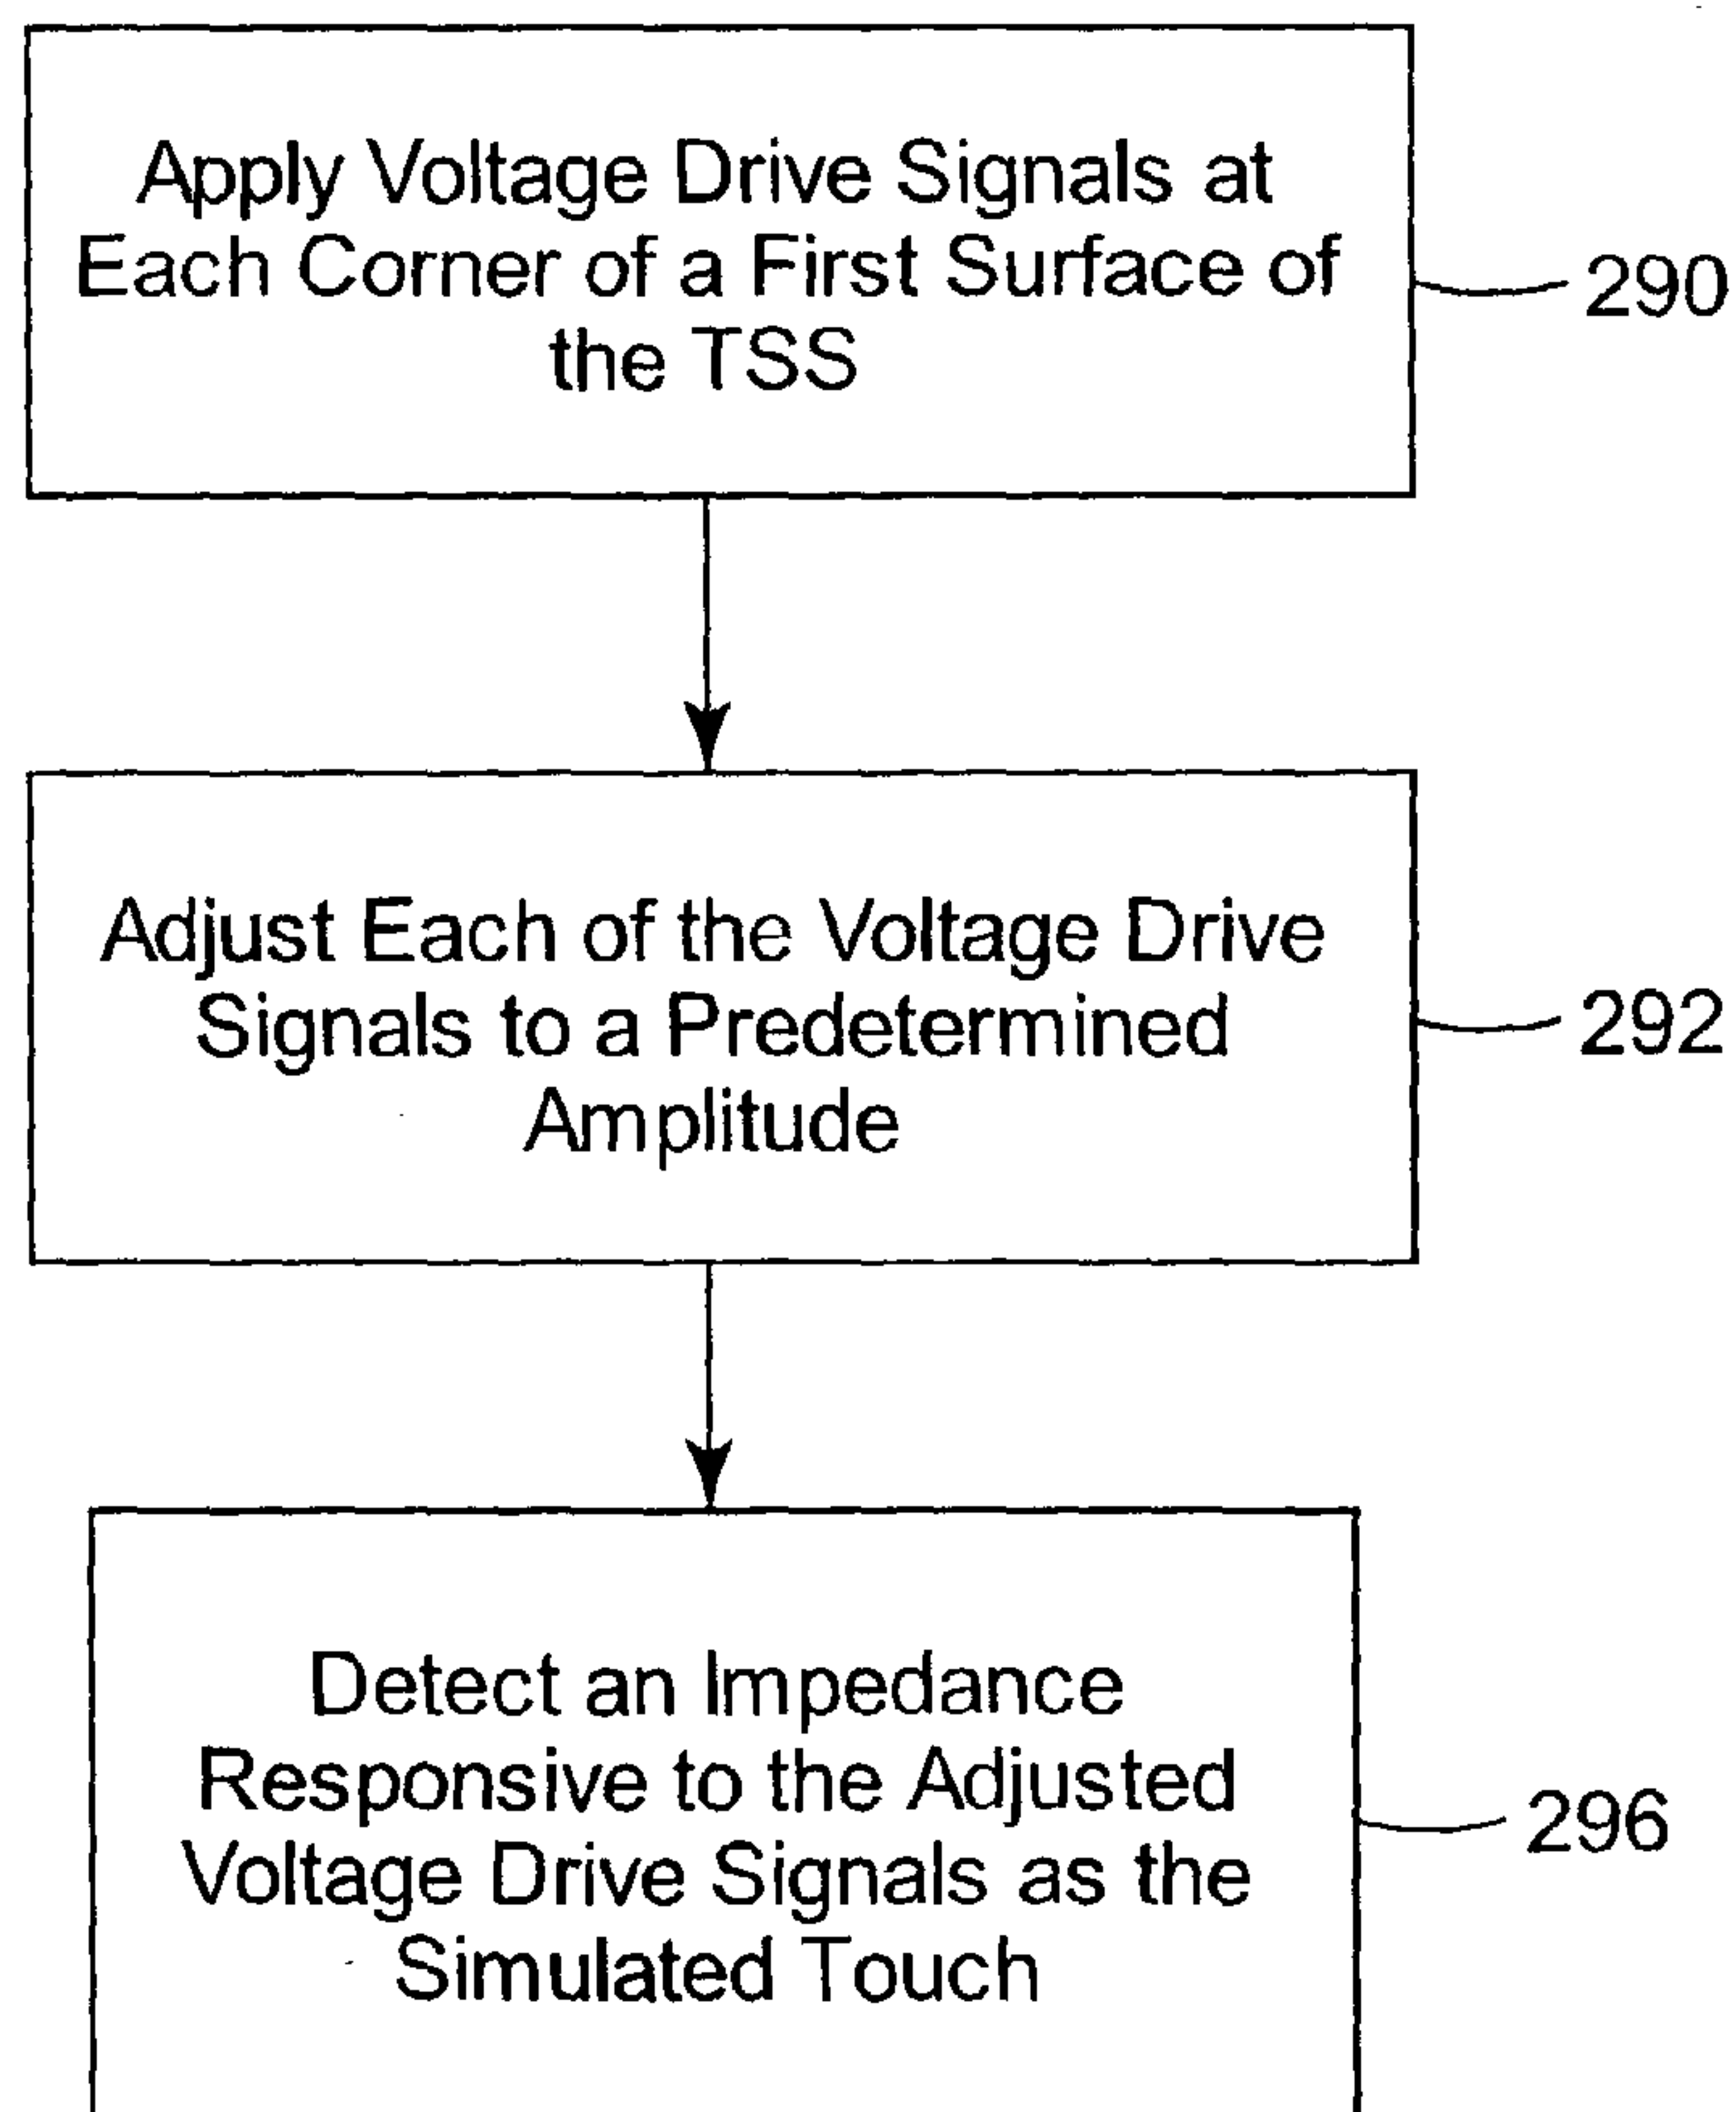 Apply Voltage Drive Signals at
Each Corner of a First Surface of
the TSS
290
Adjust Each of the Voltage Drive
Signals to a Predetermined
Amplitude
292
Detect an Impedance
Responsive to the Adjusted
Voltage Drive Signals as the
Simulated Touch
296